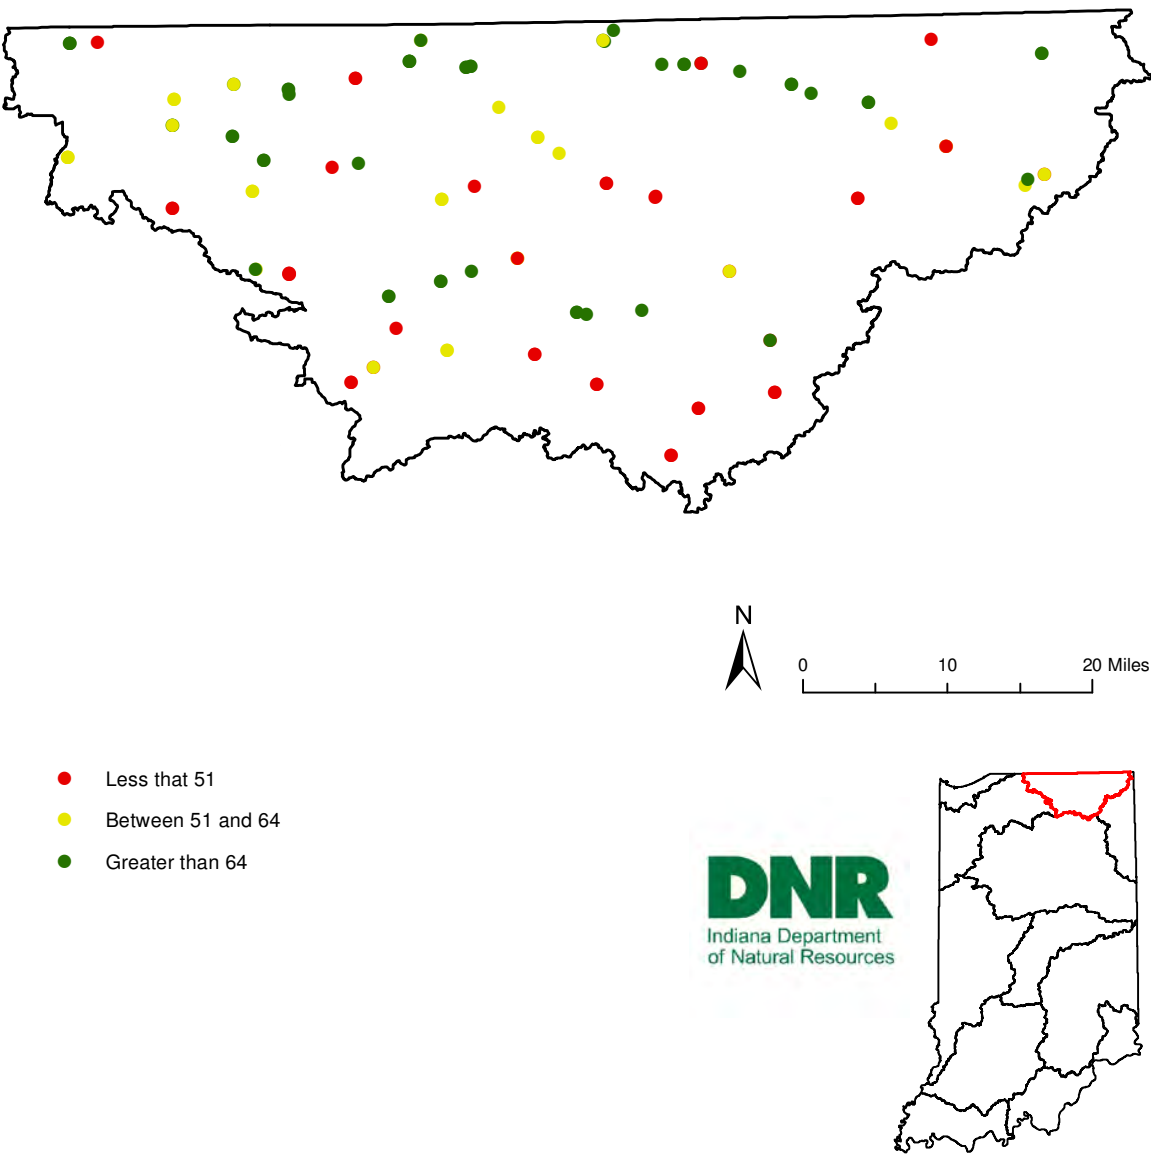 N
0 10 20 Miles
Less that 51
Between 51 and 64
Greater than 64
DNR
Indiana Department
of Natural Resources